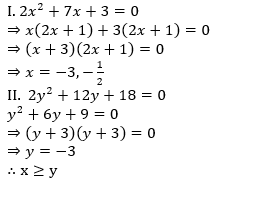 I. 2x² + 7x + 3 = 0
⇒ x(2x + 1) + 3(2x + 1) = 0
⇒ (x + 3)(2x + 1) = 0
⇒ x = −3, −1/2
II. 2y² + 12y + 18 = 0
y² + 6y + 9 = 0
⇒ (y + 3)(y + 3) = 0
⇒ y = −3
∴ x ≥ y